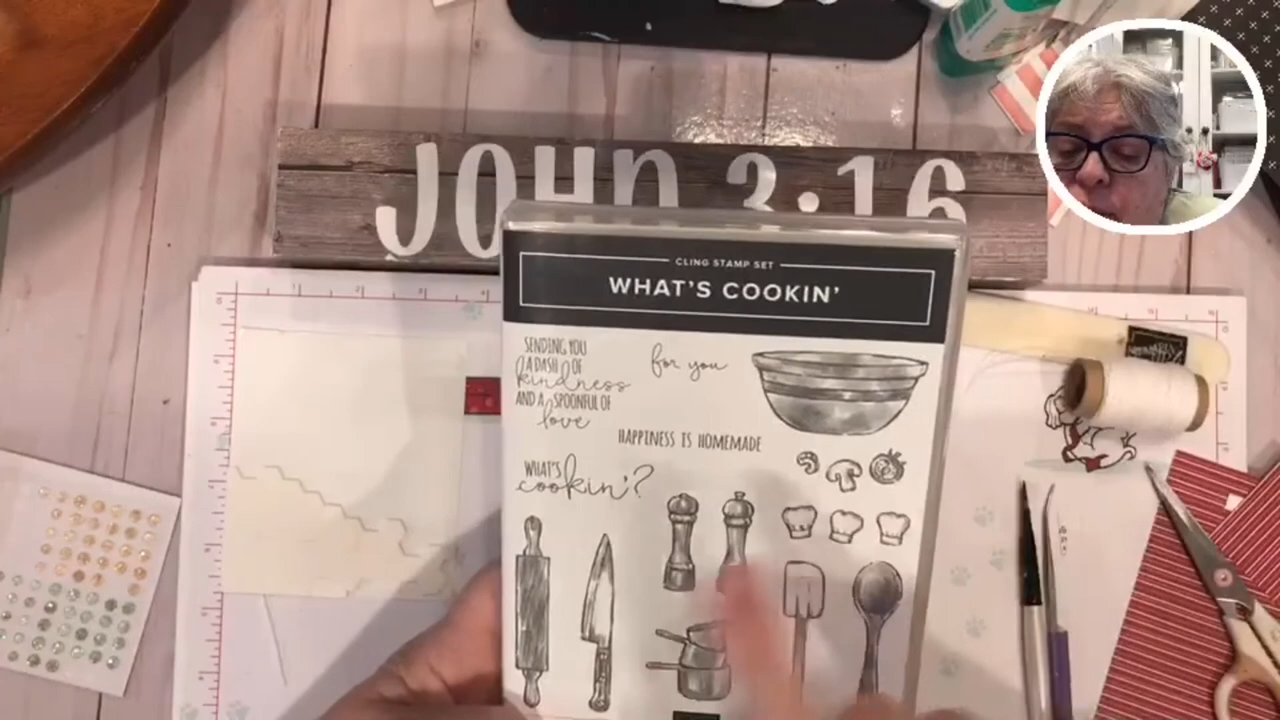 JOHN 3:16
CLING STAMP SET
WHAT'S COOKIN'
SENDING YOU
A DASH OF
kindness
AND A SPOONFUL OF
love
for you
HAPPINESS IS HOMEMADE
WHAT'S
cookin'?